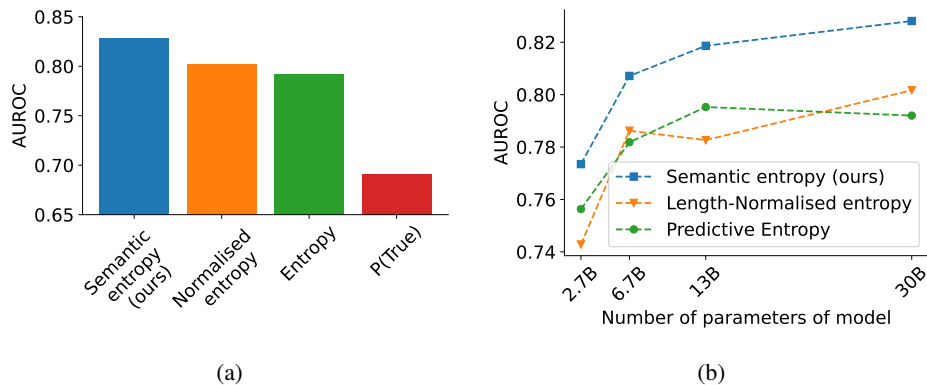 AUROC
0.85
0.80
0.75
0.70
0.65
Semantic
entropy
(ours)
Normalised
entropy
Entropy
P(True)
(a)
AUROC
0.82
0.80
0.78
0.76
0.74
Semantic entropy (ours)
Length-Normalised entropy
Predictive Entropy
2.7B
6.7B
13B
30B
Number of parameters of model
(b)